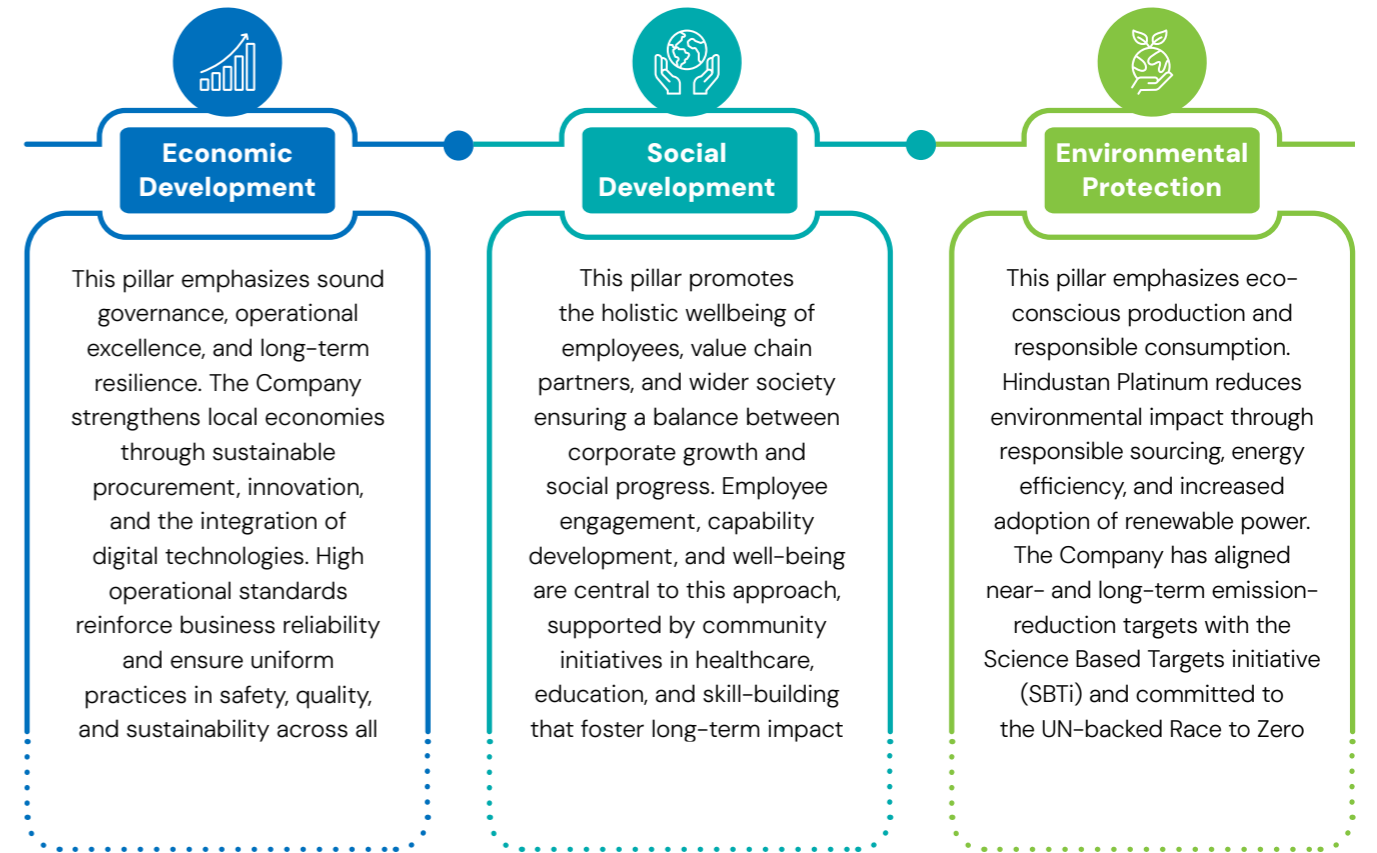 Economic
Development
This pillar emphasizes sound
governance, operational
excellence, and long-term
resilience. The Company
strengthens local economies
through sustainable
procurement, innovation,
and the integration of
digital technologies. High
operational standards
reinforce business reliability
and ensure uniform
practices in safety, quality,
and sustainability across all
Social
Development
This pillar promotes
the holistic wellbeing of
employees, value chain
partners, and wider society
ensuring a balance between
corporate growth and
social progress. Employee
engagement, capability
development, and well-being
are central to this approach,
supported by community
initiatives in healthcare,
education, and skill-building
that foster long-term impact
Environmental
Protection
This pillar emphasizes eco-
conscious production and
responsible consumption.
Hindustan Platinum reduces
environmental impact through
responsible sourcing, energy
efficiency, and increased
adoption of renewable power.
The Company has aligned
near- and long-term emission-
reduction targets with the
Science Based Targets initiative
(SBTi) and committed to
the UN-backed Race to Zero